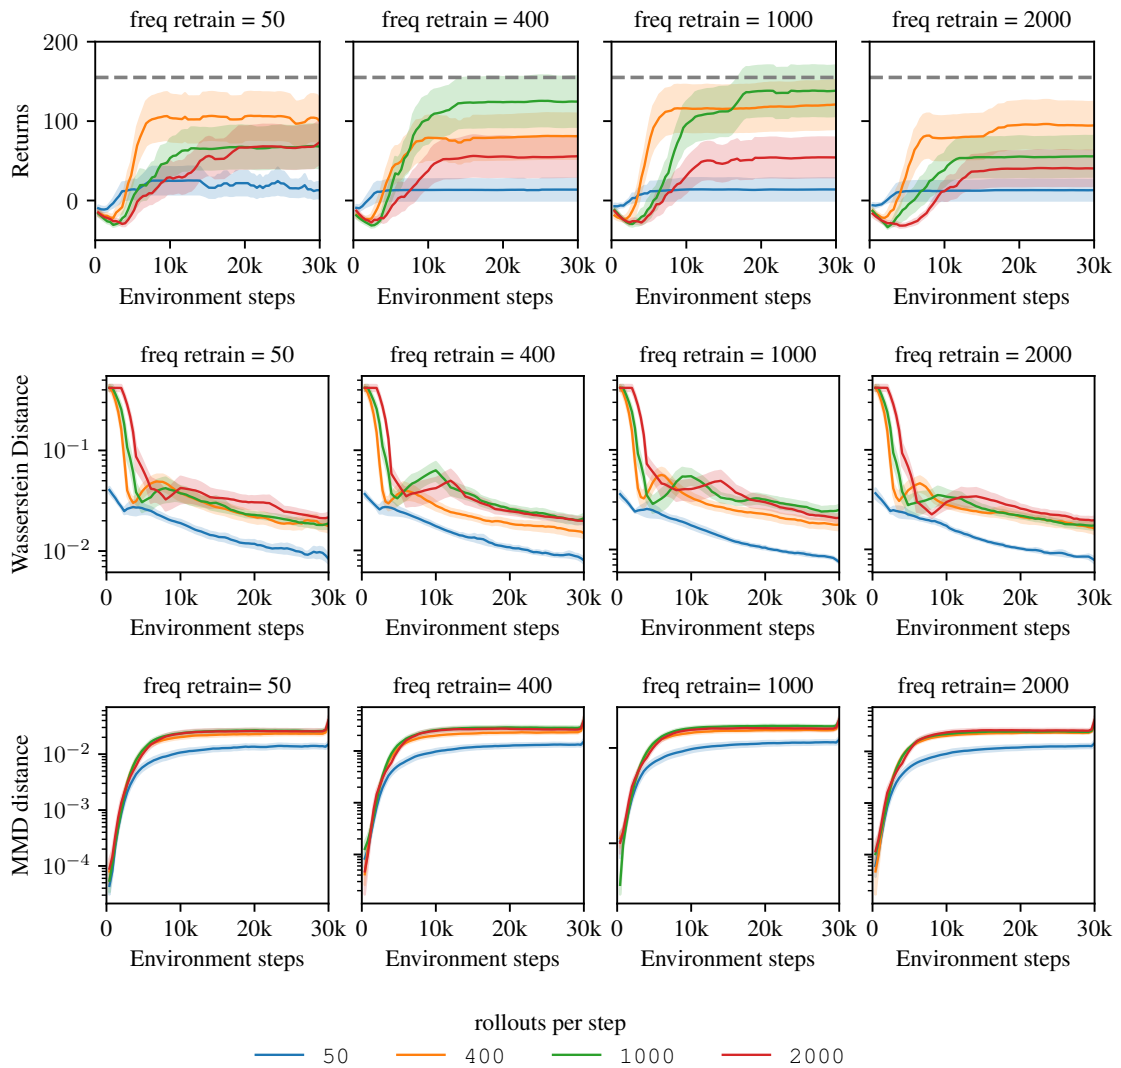 freq retrain = 50 freq retrain = 400 freq retrain = 1000 freq retrain = 2000
Returns
200
100
0
0 10k 20k 30k 0 10k 20k 30k 0 10k 20k 30k 0 10k 20k 30k
Environment steps Environment steps Environment steps Environment steps
freq retrain = 50 freq retrain = 400 freq retrain = 1000 freq retrain = 2000
Wasserstein Distance
10⁻¹
10⁻²
0 10k 20k 30k 0 10k 20k 30k 0 10k 20k 30k 0 10k 20k 30k
Environment steps Environment steps Environment steps Environment steps
freq retrain= 50 freq retrain= 400 freq retrain= 1000 freq retrain= 2000
MMD distance
10⁻²
10⁻³
10⁻⁴
0 10k 20k 30k 0 10k 20k 30k 0 10k 20k 30k 0 10k 20k 30k
Environment steps Environment steps Environment steps Environment steps
rollouts per step
50 400 1000 2000